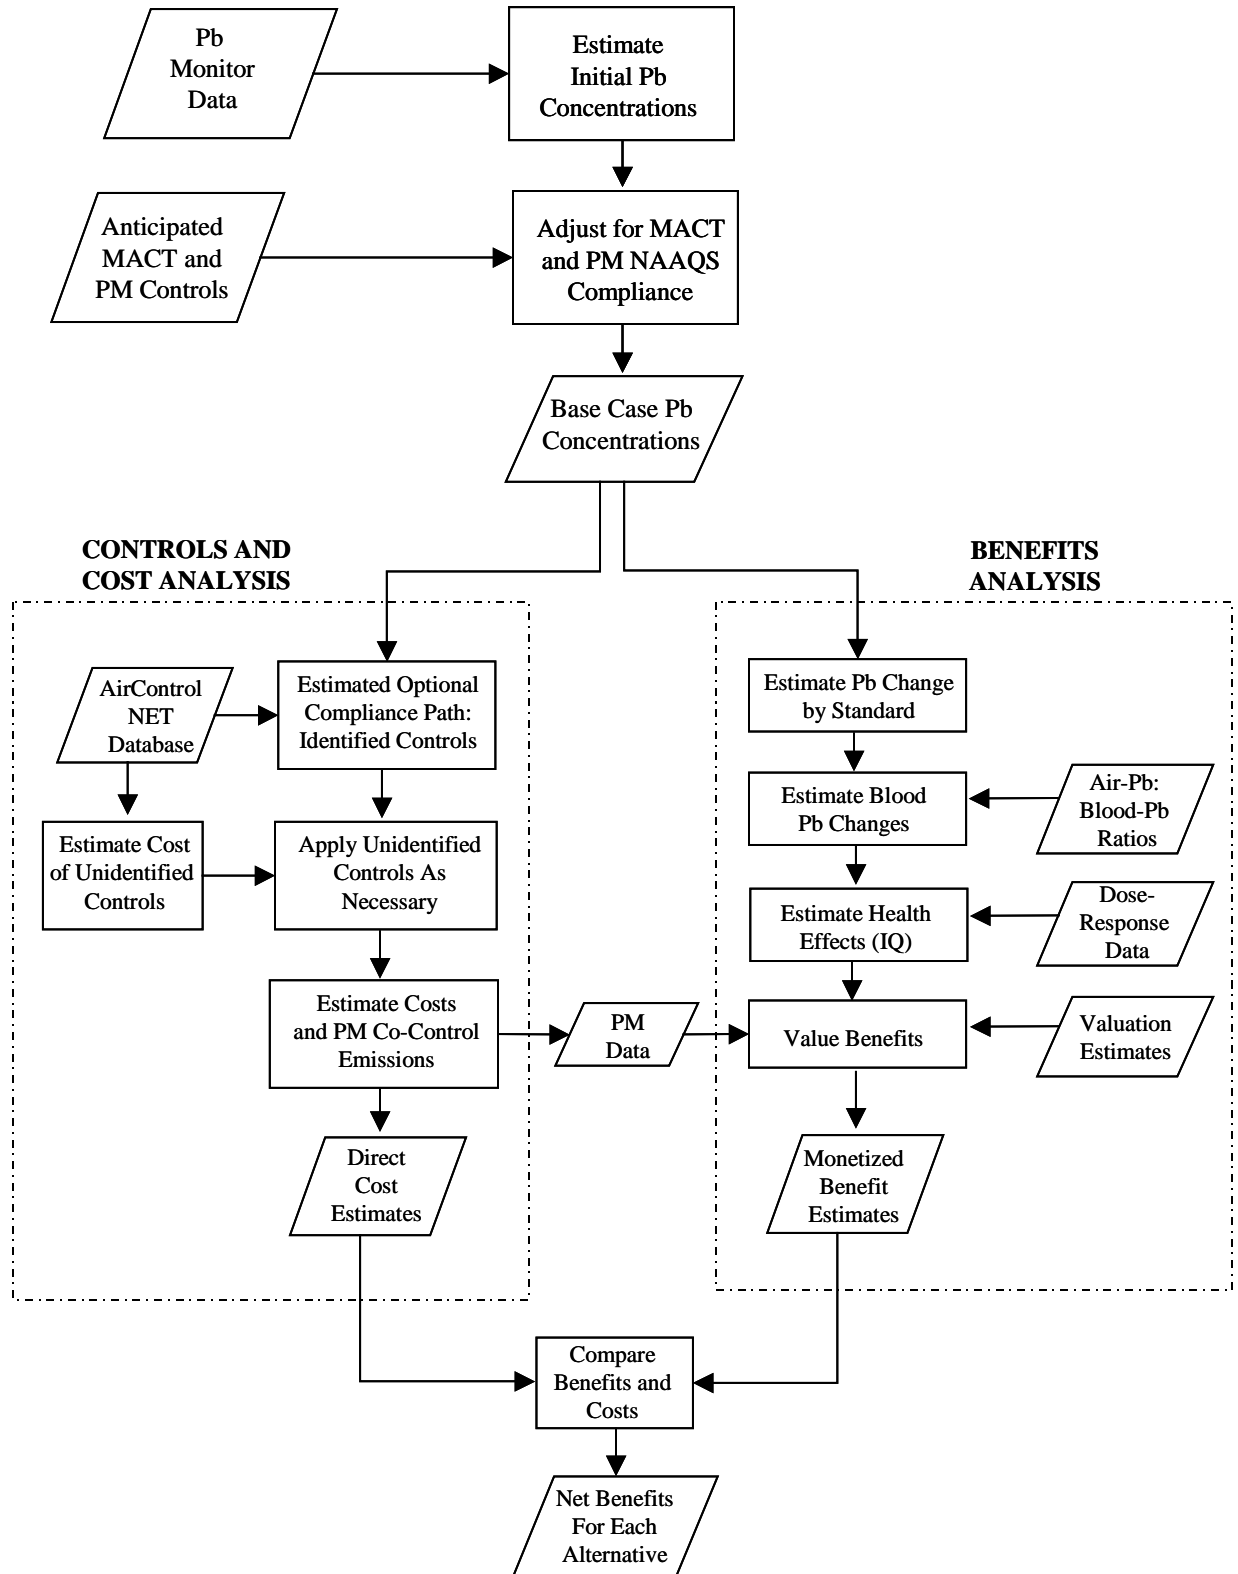 Pb
Monitor
Data
Estimate
Initial Pb
Concentrations
Anticipated
MACT and
PM Controls
Adjust for MACT
and PM NAAQS
Compliance
Base Case Pb
Concentrations
CONTROLS AND
COST ANALYSIS
BENEFITS
ANALYSIS
AirControl
NET
Database
Estimated Optional
Compliance Path:
Identified Controls
Estimate Cost
of Unidentified
Controls
Apply Unidentified
Controls As
Necessary
Estimate Costs
and PM Co-Control
Emissions
PM
Data
Direct
Cost
Estimates
Estimate Pb Change
by Standard
Estimate Blood
Pb Changes
Air-Pb:
Blood-Pb
Ratios
Estimate Health
Effects (IQ)
Dose-
Response
Data
Value Benefits
Valuation
Estimates
Monetized
Benefit
Estimates
Compare
Benefits and
Costs
Net Benefits
For Each
Alternative